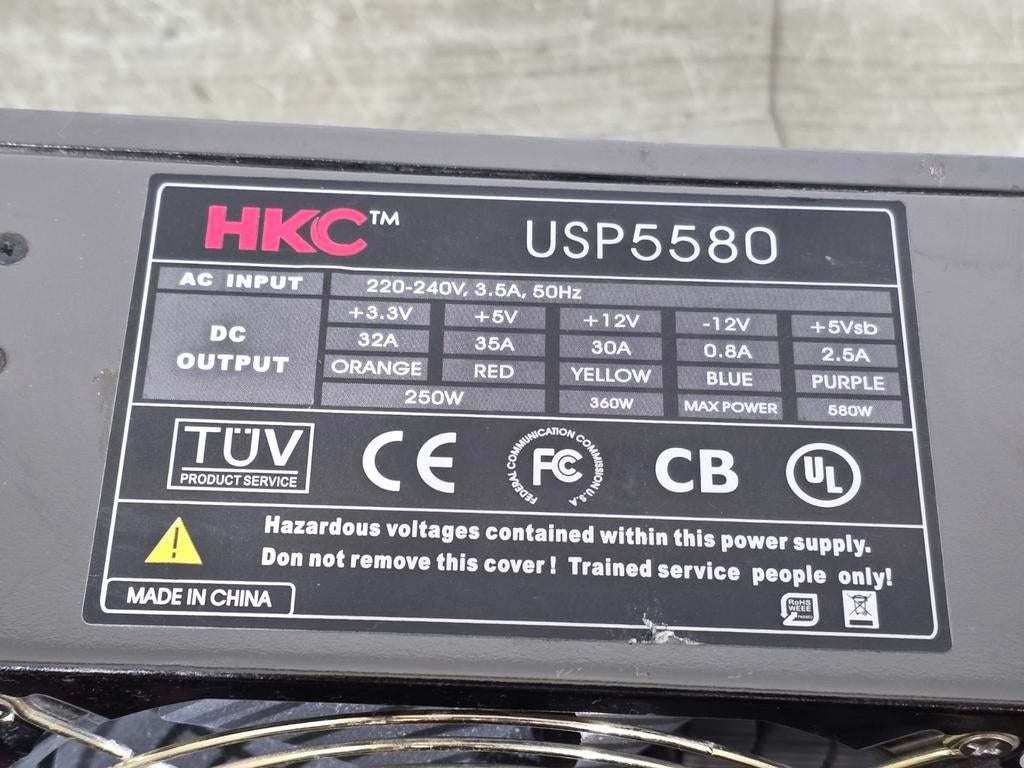 HKC™ USP5580
AC INPUT 220-240V, 3.5A, 50Hz
DC OUTPUT
+3.3V +5V +12V -12V +5Vsb
32A 35A 30A 0.8A 2.5A
ORANGE RED YELLOW BLUE PURPLE
250W 360W MAX POWER 580W
TÜV
PRODUCT SERVICE
CE
FEDERAL COMMUNICATION COMMISSION U.S.A
FC
CB
UL
Hazardous voltages contained within this power supply.
Don not remove this cover! Trained service people only!
MADE IN CHINA
RoHS
WEEE